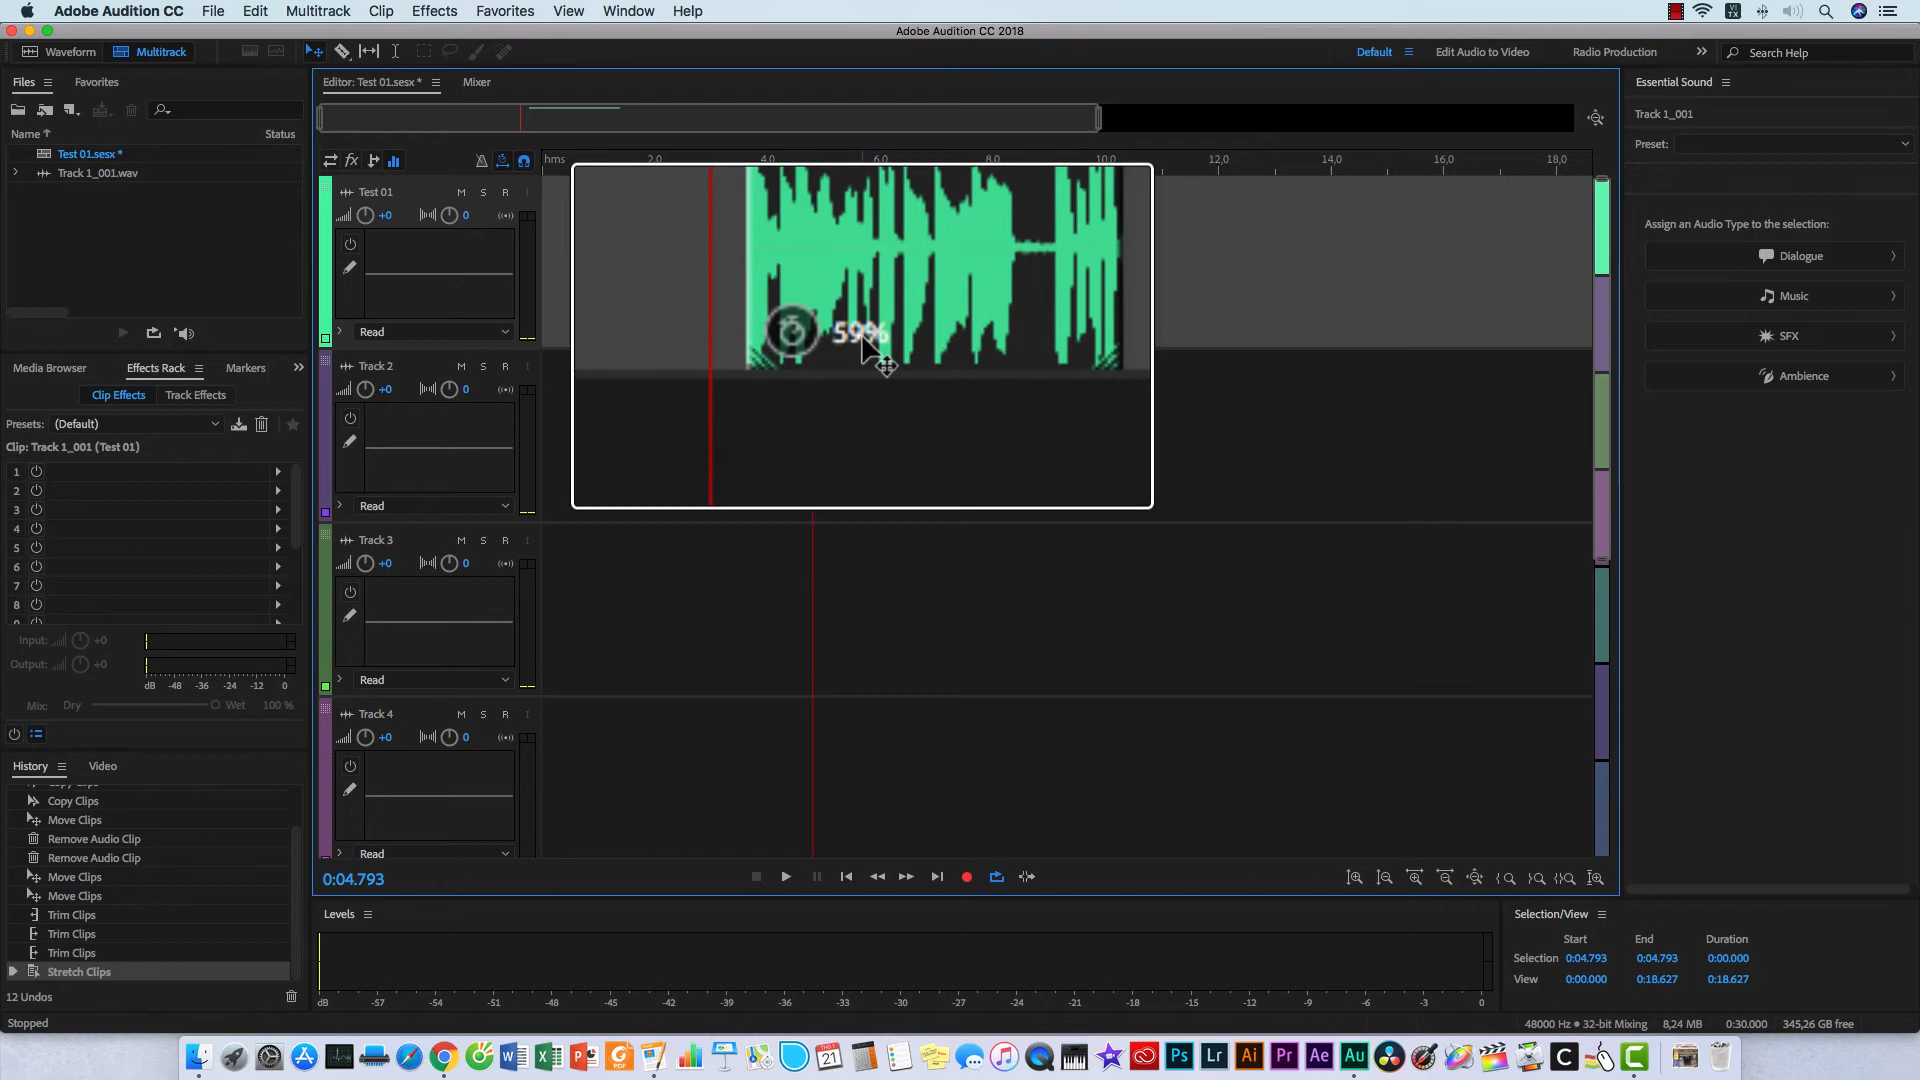 Adobe Audition CC File Edit Multitrack Clip Effects Favorites View Window Help
Adobe Audition CC 2018
Waveform Multitrack Default Edit Audio to Video Radio Production Search Help
Files Favorites
Name Status
Test 01.sesx *
Track 1_001.wav
Media Browser Effects Rack Markers
Clip Effects Track Effects
Presets: (Default)
Clip: Track 1_001 (Test 01)
1
2
3
4
5
6
7
8
Input: +0
Output: +0
dB -48 -36 -24 -12 0
Mix: Dry Wet 100 %
History Video
Copy Clips
Copy Clips
Move Clips
Remove Audio Clip
Remove Audio Clip
Move Clips
Move Clips
Trim Clips
Trim Clips
Trim Clips
Stretch Clips
12 Undos
Stopped
Editor: Test 01.sesx * Mixer
fx hms 2,0 4,0 6,0 8,0 10,0 12,0 14,0 16,0 18,0
Test 01 M S R I
+0 0
Read
59%
Track 2 M S R I
+0 0
Read
Track 3 M S R I
+0 0
Read
Track 4 M S R I
+0 0
Read
0:04.793
Levels
dB -57 -54 -51 -48 -45 -42 -39 -36 -33 -30 -27 -24 -21 -18 -15 -12 -9 -6 -3 0
Essential Sound
Track 1_001
Preset:
Assign an Audio Type to the selection:
Dialogue
Music
SFX
Ambience
Selection/View
Start End Duration
Selection 0:04.793 0:04.793 0:00.000
View 0:00.000 0:18.627 0:18.627
48000 Hz • 32-bit Mixing 8,24 MB 0:30.000 345,26 GB free
W X P PDF 21 Ps Lr Ai Pr Ae Au C C